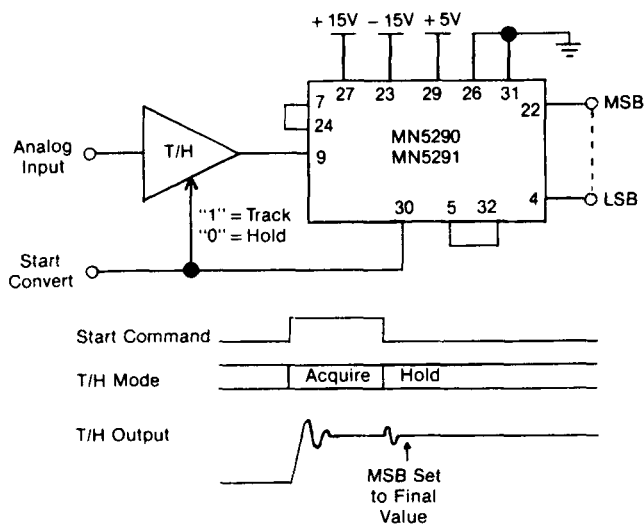 + 15V – 15V + 5V
27 23 29 26 31
7
24
22
MSB
MN5290
MN5291
Analog
Input
T/H
9
4
LSB
"1" = Track
"0" = Hold
30
5 32
Start
Convert
Start Command
T/H Mode
Acquire Hold
T/H Output
MSB Set
to Final
Value